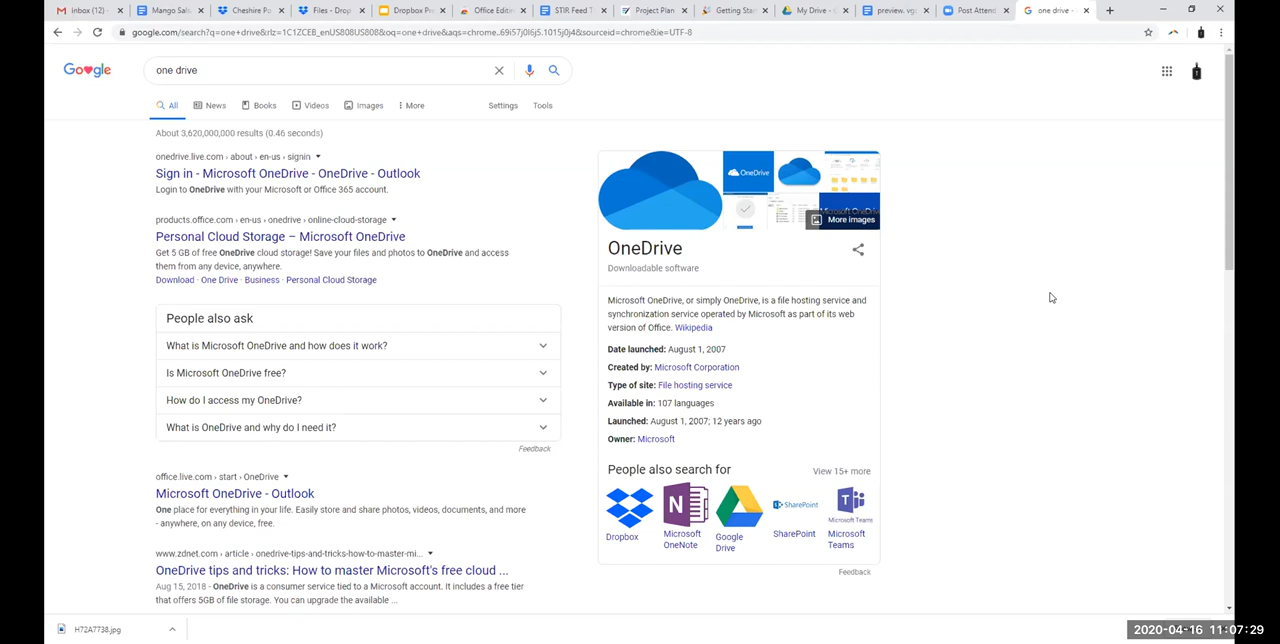 Inbox (52) -
Mango Sals
Cheshire Po
Files - Drop
Dropbox Pr
Office Editin
STIR Feed T
Project Plan
Getting Star
My Drive - G
preview. vg
Post Attend
one drive -
google.com/search?q=one+drive&rlz=1C1ZCEB_enUS808US808&oq=one+drive&aqs=chrome..69i57j0l6j5.1015j0j4&sourceid=chrome&ie=UTF-8
Google
one drive
All News Books Videos Images More Settings Tools
About 3,620,000,000 results (0.46 seconds)
onedrive.live.com › about › en-us › signin
Sign in - Microsoft OneDrive - OneDrive - Outlook
Login to OneDrive with your Microsoft or Office 365 account.
products.office.com › en-us › onedrive › online-cloud-storage
Personal Cloud Storage – Microsoft OneDrive
Get 5 GB of free OneDrive cloud storage! Save your files and photos to OneDrive and access
them from any device, anywhere.
Download · One Drive · Business · Personal Cloud Storage
People also ask
What is Microsoft OneDrive and how does it work?
Is Microsoft OneDrive free?
How do I access my OneDrive?
What is OneDrive and why do I need it?
Feedback
office.live.com › start › OneDrive
Microsoft OneDrive - Outlook
One place for everything in your life. Easily store and share photos, videos, documents, and more
- anywhere, on any device, free.
www.zdnet.com › article › onedrive-tips-and-tricks-how-to-master-mi...
OneDrive tips and tricks: How to master Microsoft's free cloud ...
Aug 15, 2018 - OneDrive is a consumer service tied to a Microsoft account. It includes a free tier
that offers 5GB of file storage. You can upgrade the available ...
OneDrive
More images
OneDrive
Downloadable software
Microsoft OneDrive, or simply OneDrive, is a file hosting service and
synchronization service operated by Microsoft as part of its web
version of Office. Wikipedia
Date launched: August 1, 2007
Created by: Microsoft Corporation
Type of site: File hosting service
Available in: 107 languages
Launched: August 1, 2007; 12 years ago
Owner: Microsoft
People also search for
View 15+ more
SharePoint
Microsoft Teams
Dropbox
Microsoft
OneNote
Google
Drive
SharePoint
Microsoft
Teams
Feedback
H72A7738.jpg
2020-04-16 11:07:29